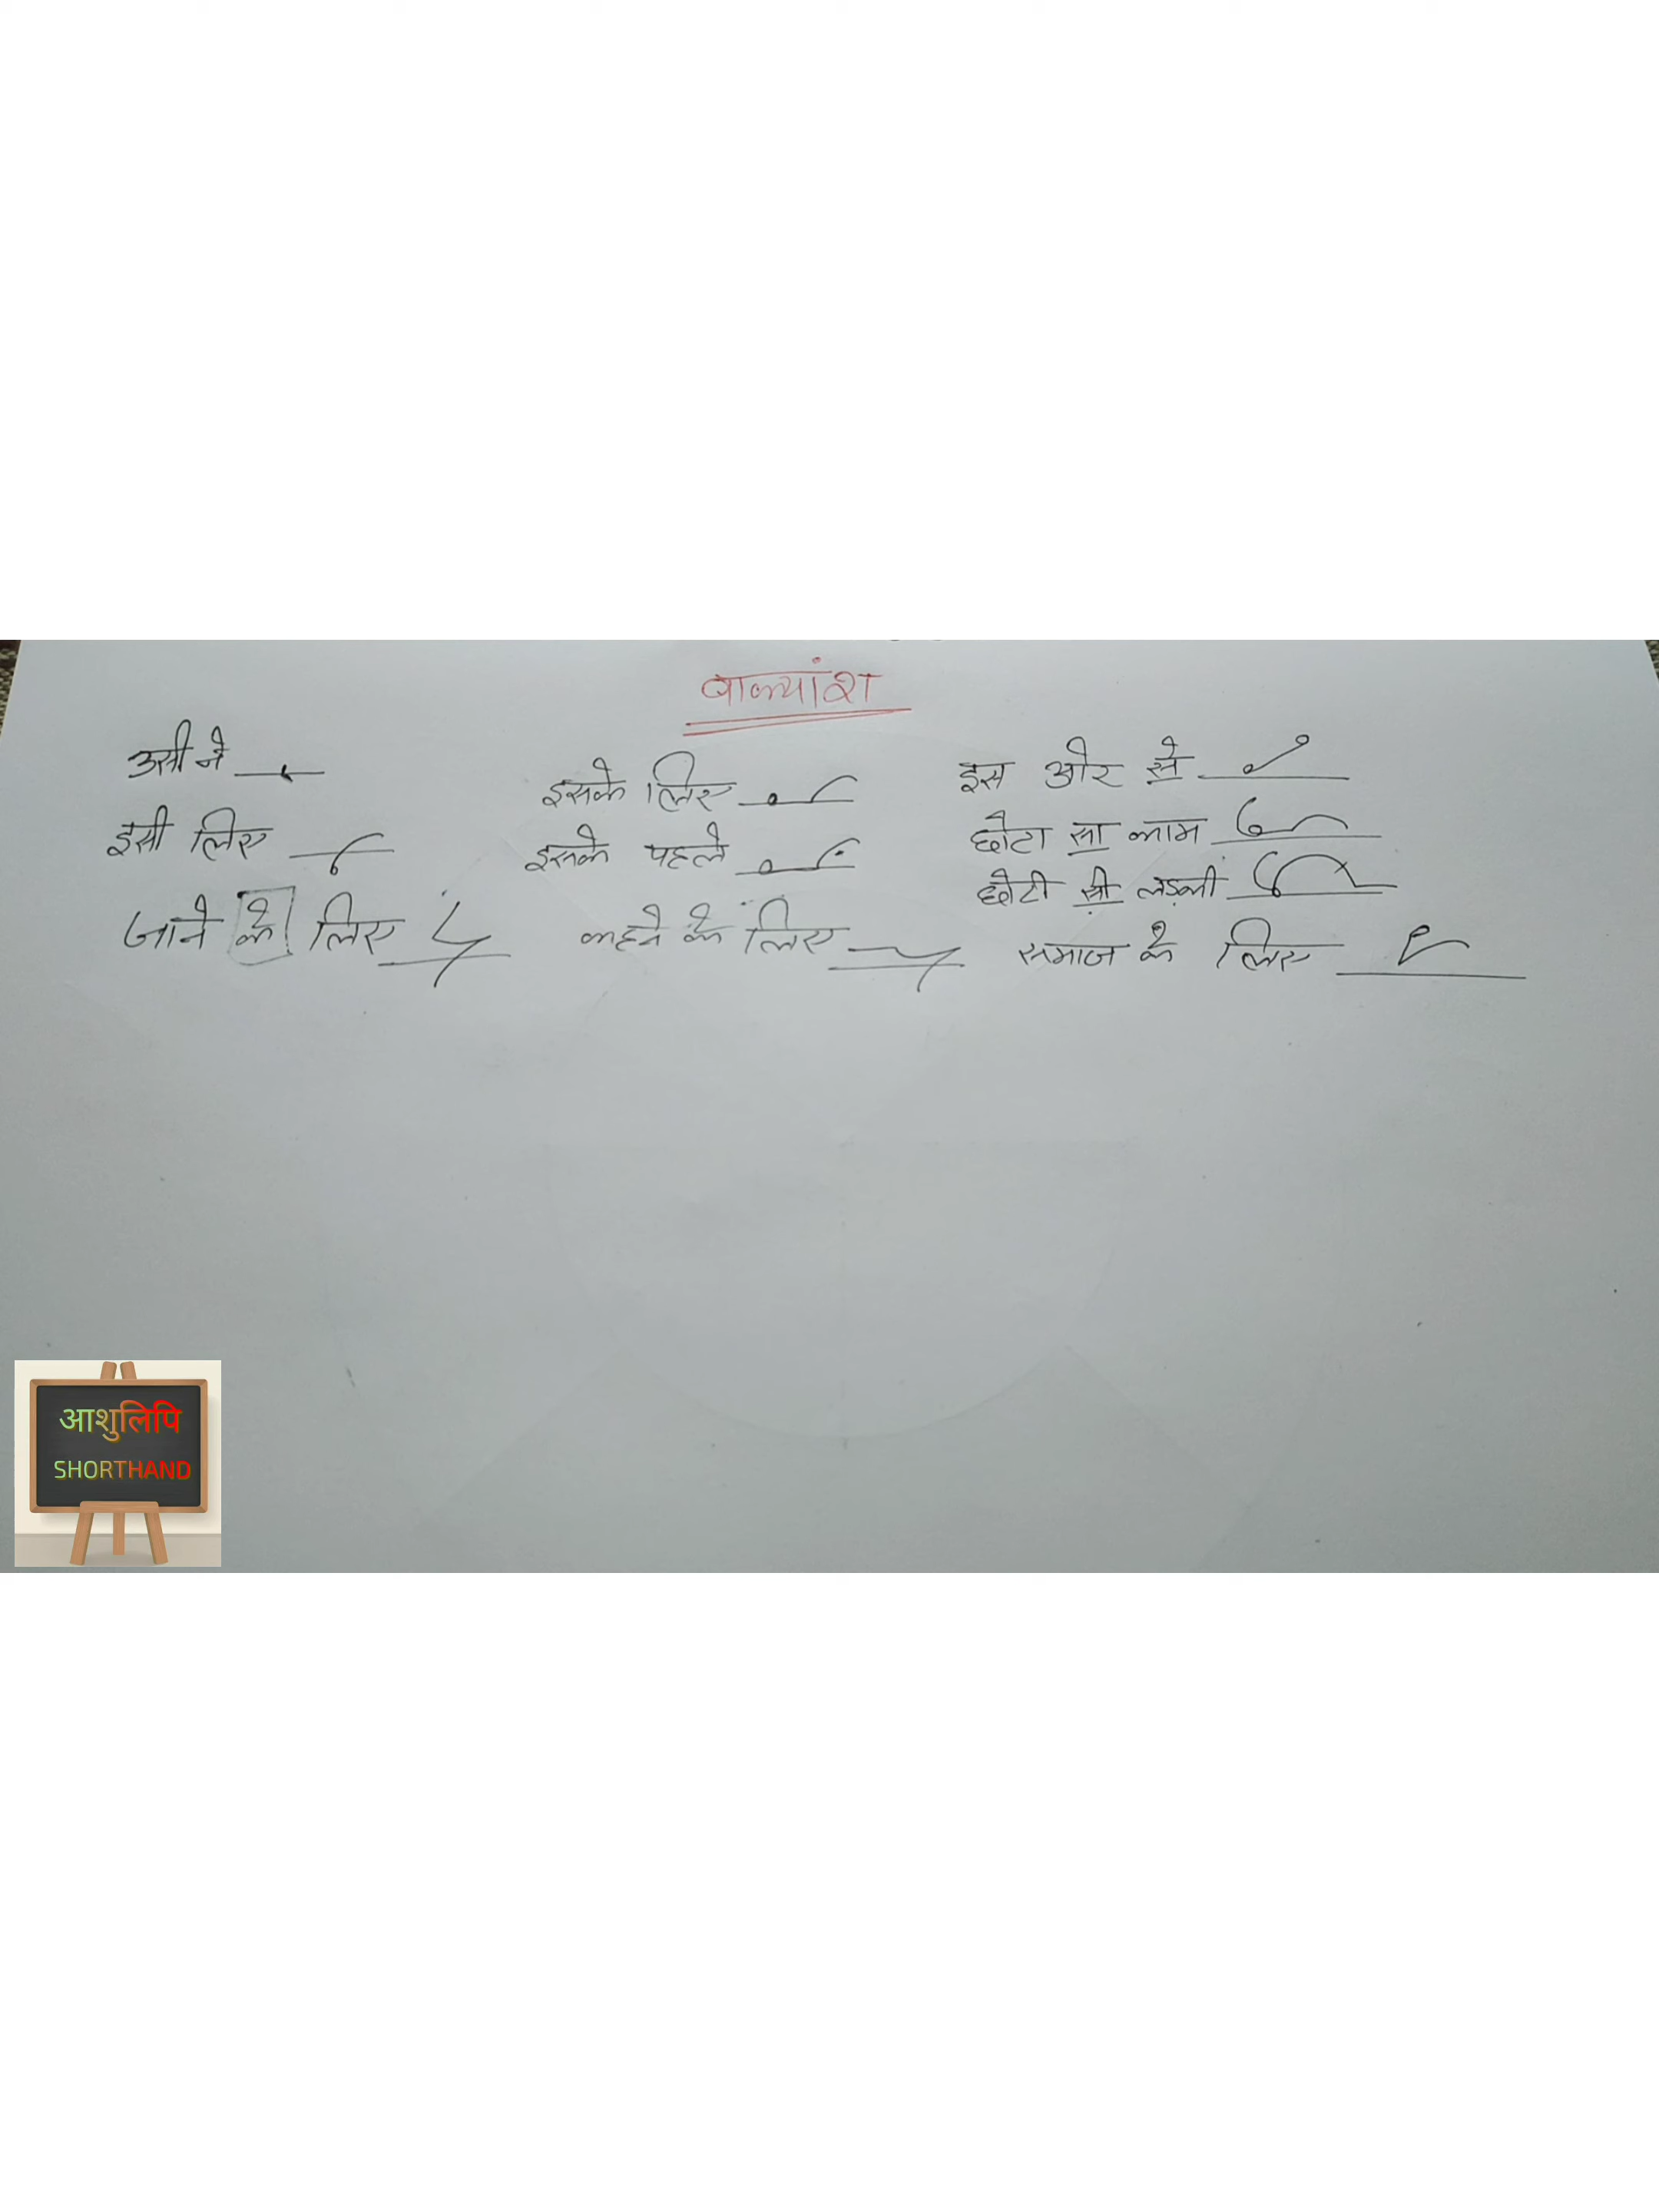 वाक्यांश
उसी ने
इसके लिए
इस ओर से
इसी लिए
इसके पहले
छोटा सा काम
छोटी सी लड़की
जाने के लिए
कहने के लिए
समाज के लिए
आशुलिपि
SHORTHAND